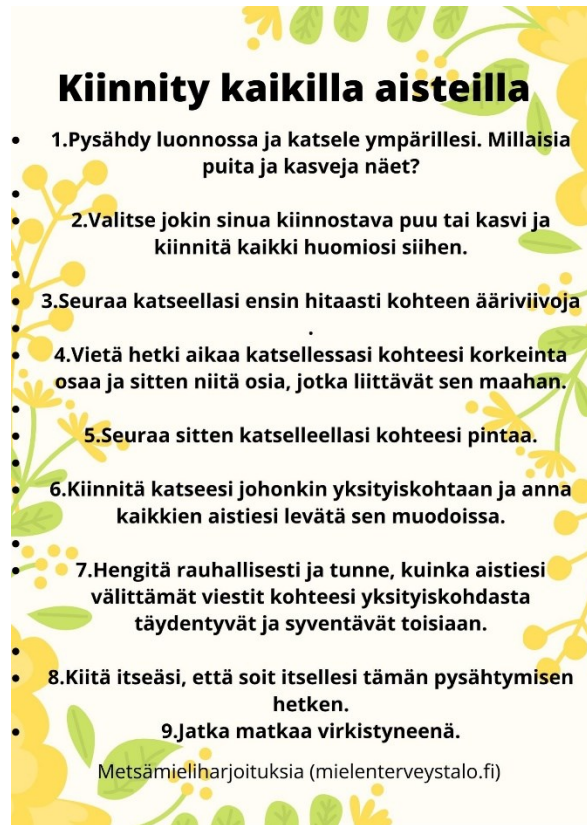 Kiinnity kaikilla aisteilla
• 1.Pysähdy luonnossa ja katsele ympärillesi. Millaisia
puita ja kasveja näet?
•
• 2.Valitse jokin sinua kiinnostava puu tai kasvi ja
kiinnitä kaikki huomiosi siihen.
•
• 3.Seuraa katseellasi ensin hitaasti kohteen ääriviivoja
• .
• 4.Vietä hetki aikaa katsellessasi kohteesi korkeinta
osaa ja sitten niitä osia, jotka liittävät sen maahan.
•
• 5.Seuraa sitten katselleellasi kohteesi pintaa.
•
• 6.Kiinnitä katseesi johonkin yksityiskohtaan ja anna
kaikkien aistiesi levätä sen muodoissa.
•
• 7.Hengitä rauhallisesti ja tunne, kuinka aistiesi
välittämät viestit kohteesi yksityiskohdasta
täydentyvät ja syventävät toisiaan.
•
• 8.Kiitä itseäsi, että soit itsellesi tämän pysähtymisen
hetken.
• 9.Jatka matkaa virkistyneenä.
Metsämieliharjoituksia (mielenterveystalo.fi)